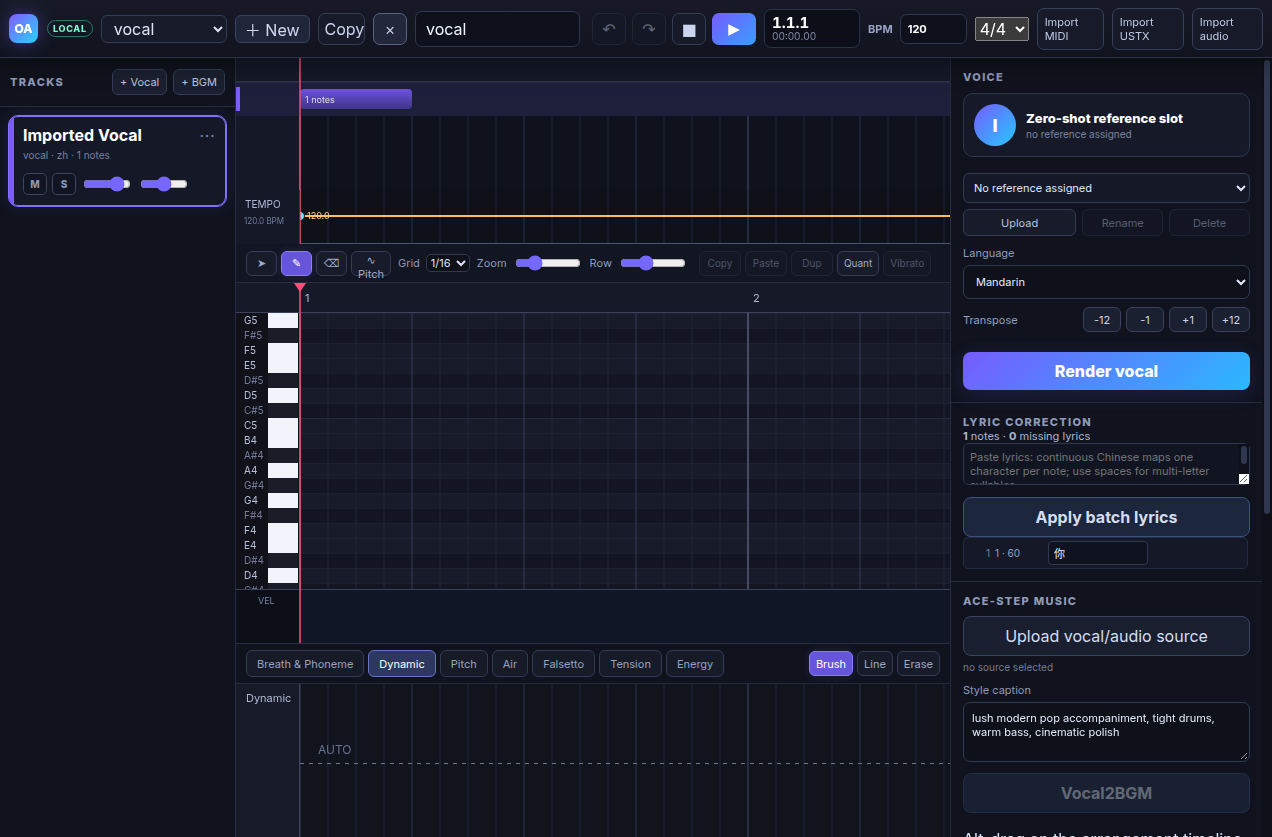 OA LOCAL vocal + New Copy × vocal ↶ ↷ ■ ▶ 1.1.1 BPM 120 4/4 Import MIDI Import USTX Import audio
00:00.00
TRACKS + Vocal + BGM
Imported Vocal ···
vocal · zh · 1 notes
M S
1 notes
TEMPO
120.0 BPM
120.0
➤ ✎ ⌫ ∿ Pitch Grid 1/16 Zoom Row Copy Paste Dup Quant Vibrato
1 2
G5
F#5
F5
E5
D#5
D5
C#5
C5
B4
A#4
A4
G#4
G4
F#4
F4
E4
D#4
D4
VEL
Breath & Phoneme Dynamic Pitch Air Falsetto Tension Energy Brush Line Erase
Dynamic
AUTO
VOICE
I Zero-shot reference slot
no reference assigned
No reference assigned
Upload Rename Delete
Language
Mandarin
Transpose -12 -1 +1 +12
Render vocal
LYRIC CORRECTION
1 notes · 0 missing lyrics
Paste lyrics: continuous Chinese maps one
character per note; use spaces for multi-letter
Apply batch lyrics
1 1 · 60 你
ACE-STEP MUSIC
Upload vocal/audio source
no source selected
Style caption
lush modern pop accompaniment, tight drums,
warm bass, cinematic polish
Vocal2BGM